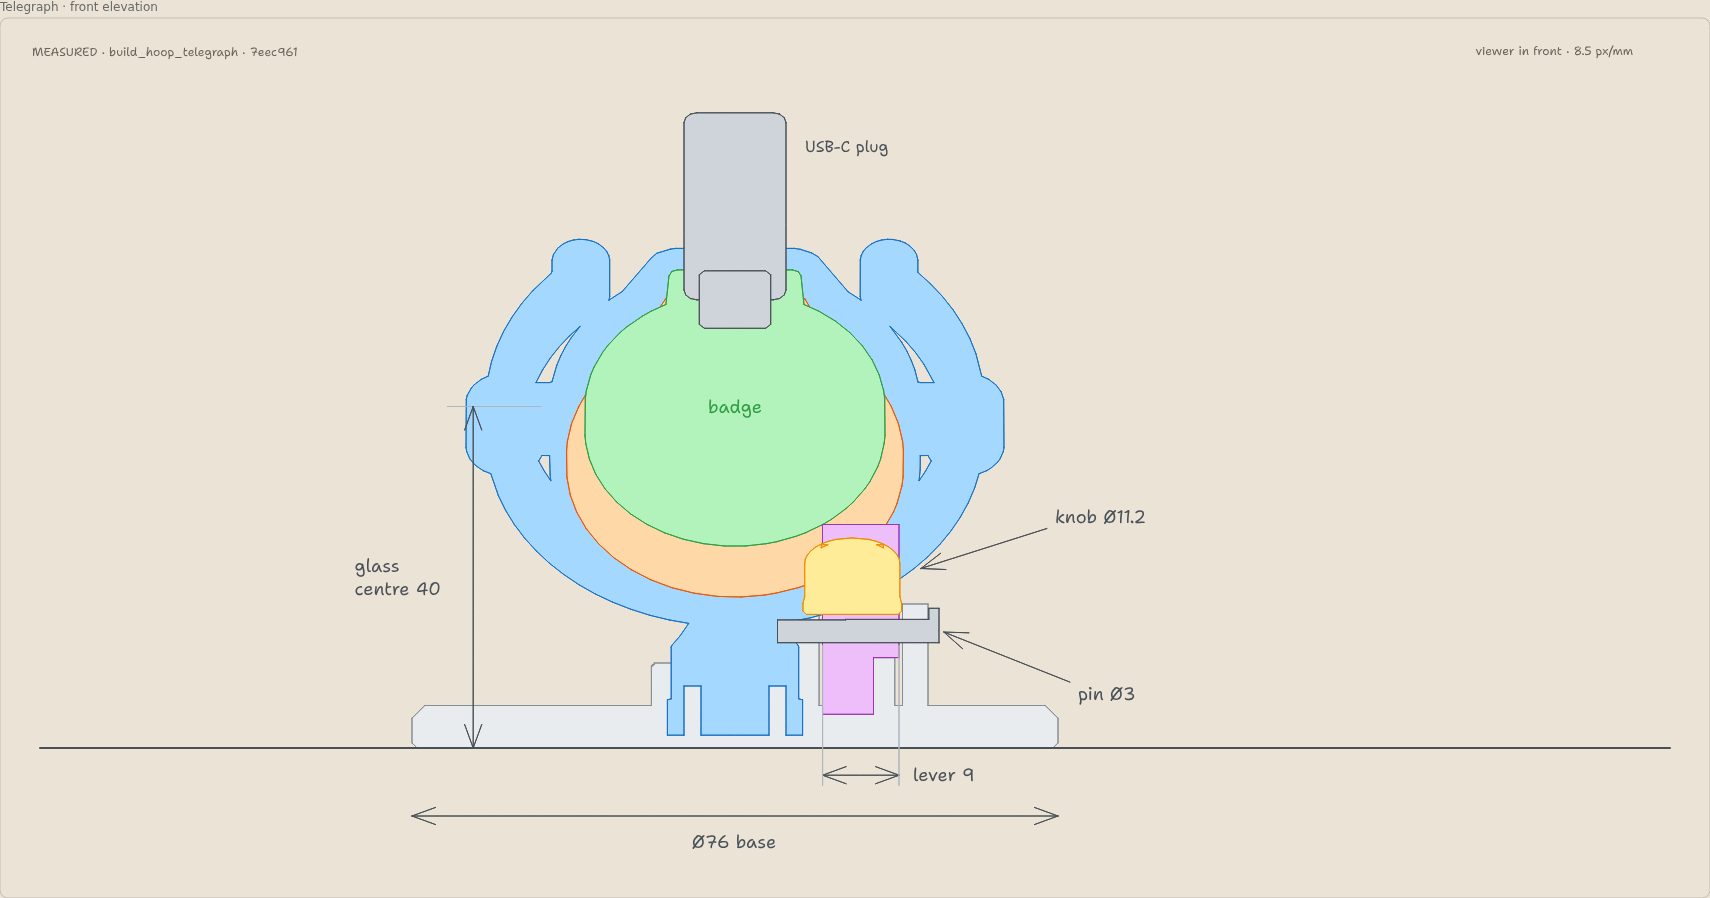 Telegraph · front elevation
MEASURED · build_hoop_telegraph · 7eec961
viewer in front · 8.5 px/mm
USB-C plug
badge
knob Ø11.2
glass
centre 40
pin Ø3
lever 9
Ø76 base